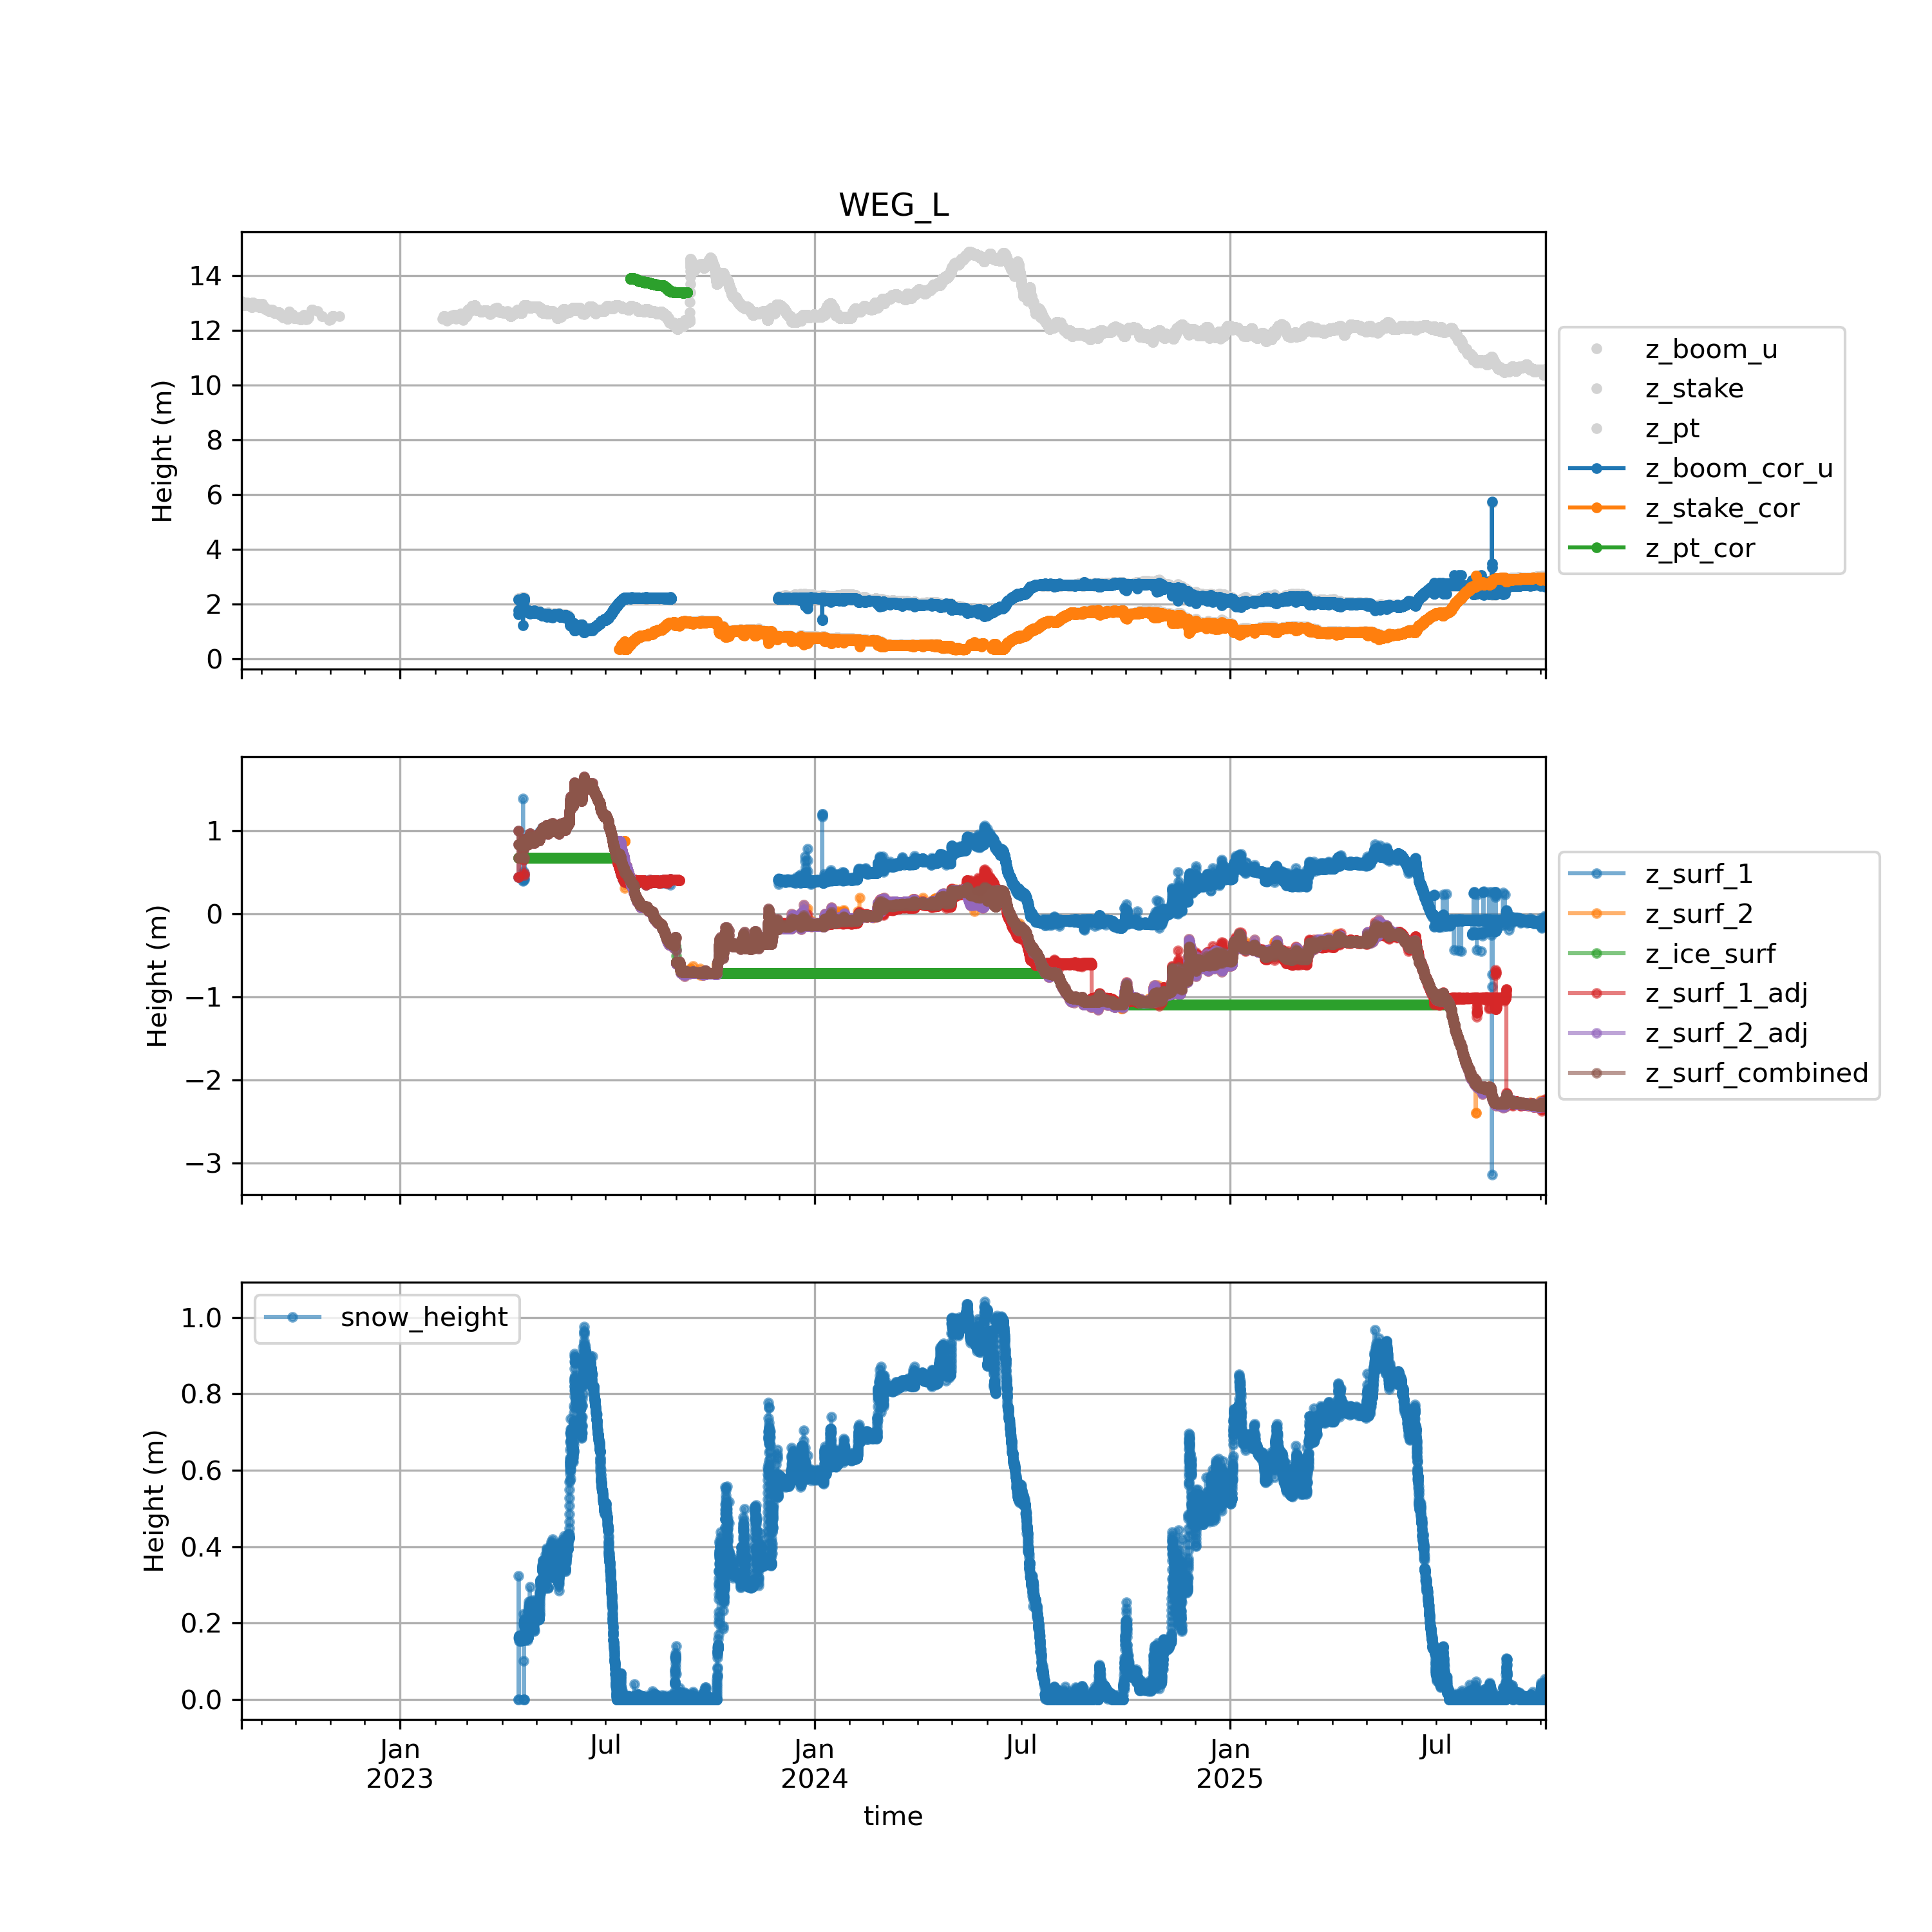 WEG_L
Height (m)
14
12
10
8
6
4
2
0
z_boom_u
z_stake
z_pt
z_boom_cor_u
z_stake_cor
z_pt_cor
Height (m)
1
0
−1
−2
−3
z_surf_1
z_surf_2
z_ice_surf
z_surf_1_adj
z_surf_2_adj
z_surf_combined
Height (m)
1.0
0.8
0.6
0.4
0.2
0.0
snow_height
Jan Jul Jan Jul Jan Jul
2023 2024 2025
time